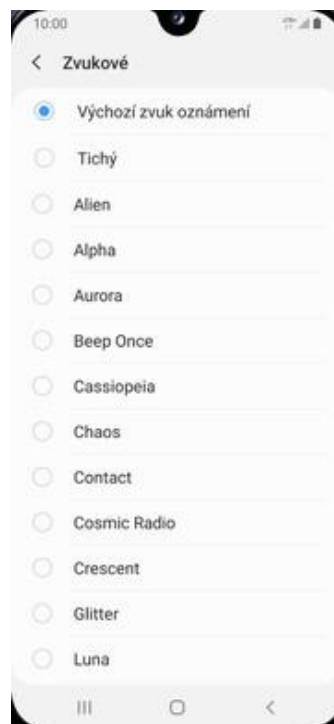 10:00
Zvukové
Výchozí zvuk oznámení
Tichý
Alien
Alpha
Aurora
Beep Once
Cassiopeia
Chaos
Contact
Cosmic Radio
Crescent
Glitter
Luna